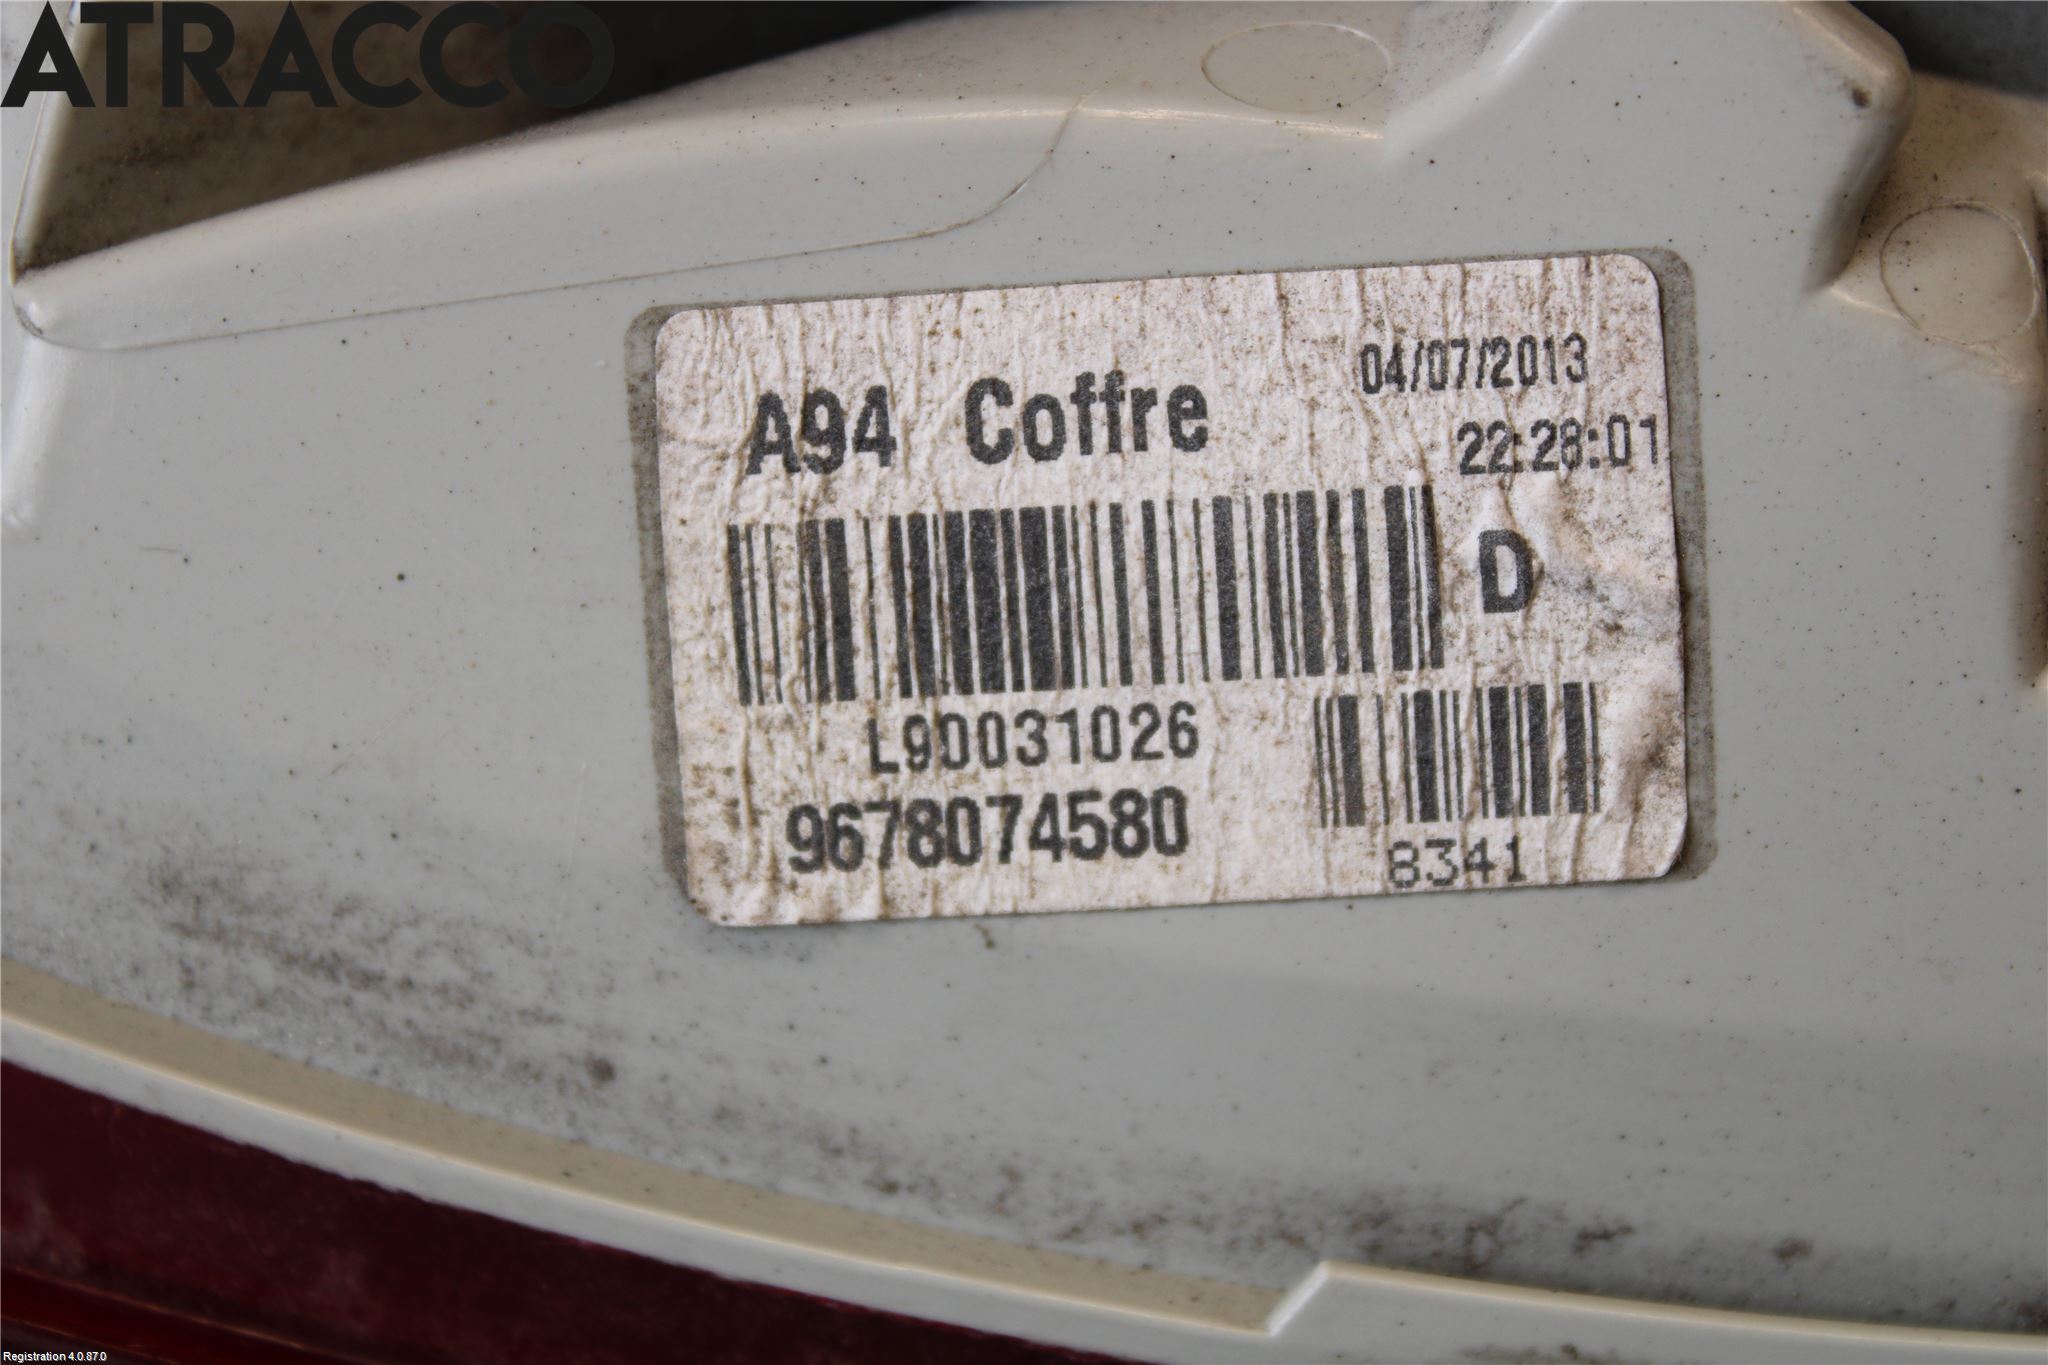 ATRACCO
A94 Coffre
04/07/2013
22:28:01
D
L90031026
9678074580
8341
Registration 4.0.87.0